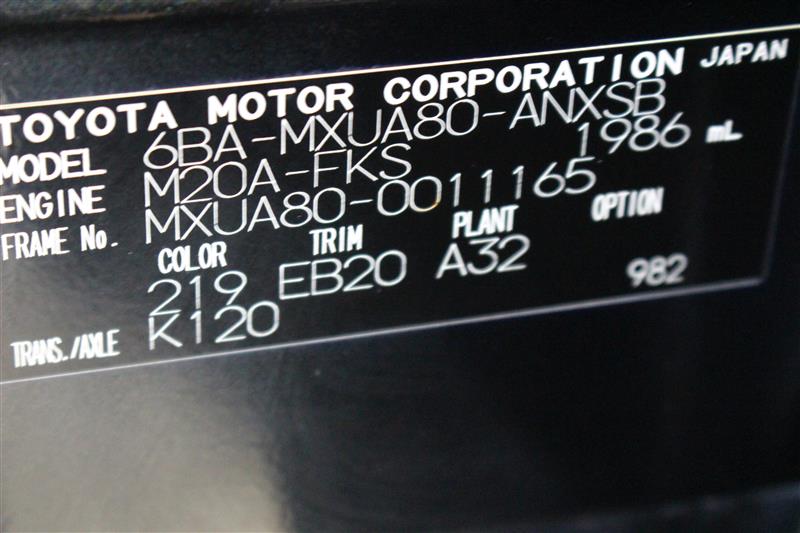 TOYOTA MOTOR CORPORATION JAPAN
MODEL 6BA-MXUA80-ANXSB
ENGINE M20A-FKS 1986 mL
FRAME No. MXUA80-0011165
COLOR TRIM PLANT OPTION
219 EB20 A32 982
TRANS./AXLE K120